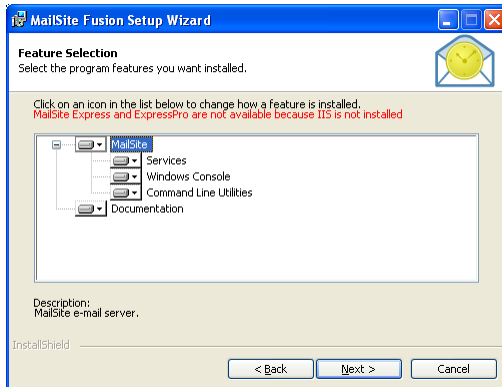 MailSite Fusion Setup Wizard
Feature Selection
Select the program features you want installed.
Click on an icon in the list below to change how a feature is installed.
MailSite Express and ExpressPro are not available because IIS is not installed
MailSite
Services
Windows Console
Command Line Utilities
Documentation
Description:
MailSite e-mail server.
InstallShield
< Back
Next >
Cancel